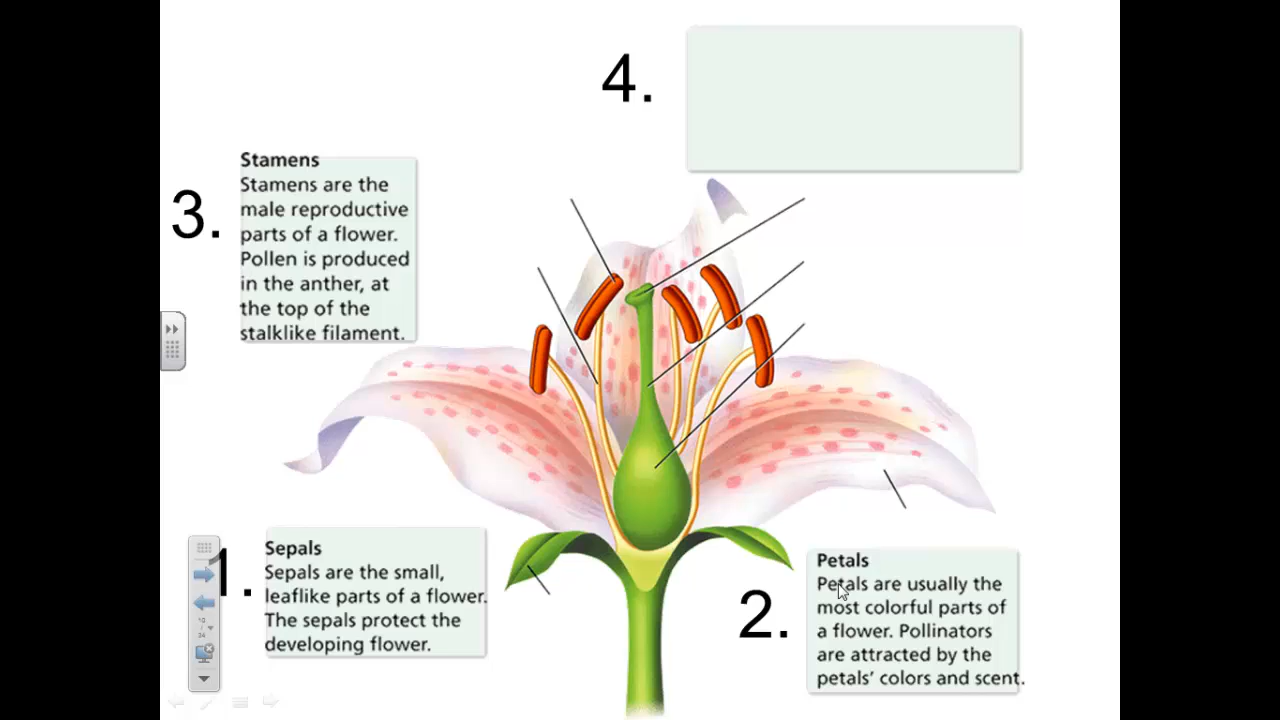 4.
3.
Stamens
Stamens are the
male reproductive
parts of a flower.
Pollen is produced
in the anther, at
the top of the
stalklike filament.
1.
Sepals
Sepals are the small,
leaflike parts of a flower.
The sepals protect the
developing flower.
2.
Petals
Petals are usually the
most colorful parts of
a flower. Pollinators
are attracted by the
petals' colors and scent.